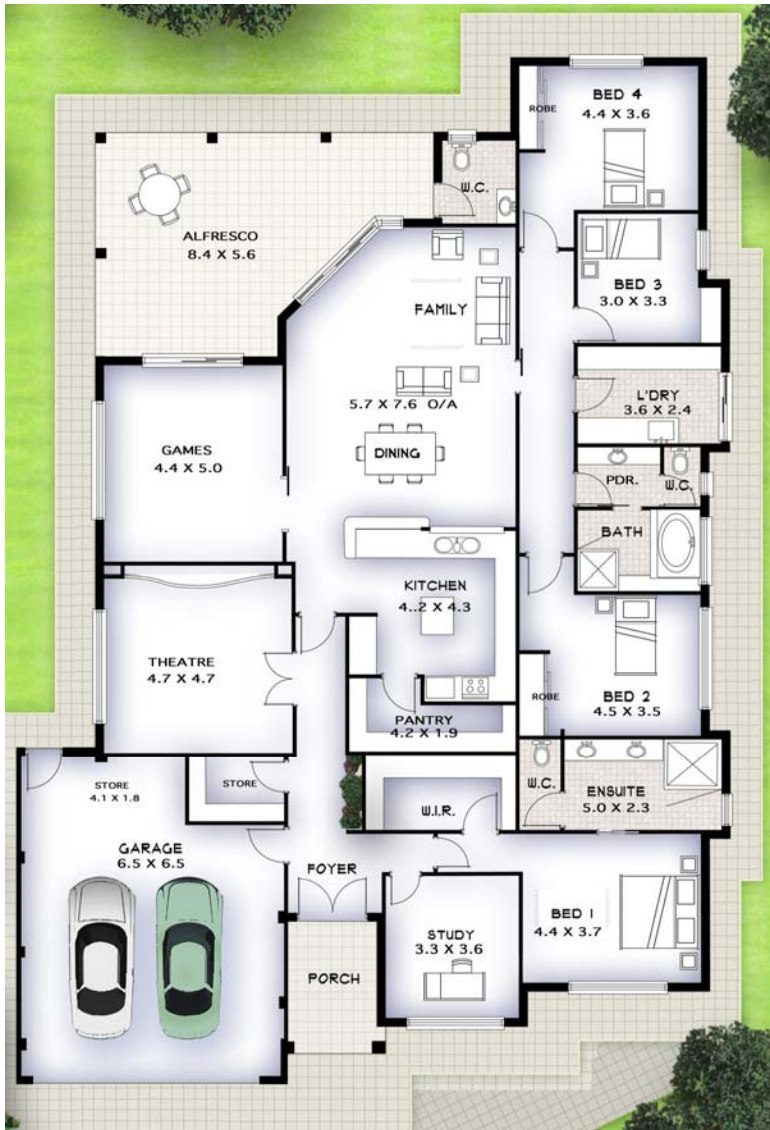 BED 4
4.4 X 3.6
ROBE
W.C.
ALFRESCO
8.4 X 5.6
BED 3
3.0 X 3.3
FAMILY
5.7 X 7.6 O/A
L'DRY
3.6 X 2.4
GAMES
4.4 X 5.0
DINING
PDR.
W.C.
BATH
KITCHEN
4..2 X 4.3
THEATRE
4.7 X 4.7
ROBE
BED 2
4.5 X 3.5
PANTRY
4.2 X 1.9
STORE
4.1 X 1.8
STORE
W.I.R.
W.C.
ENSUITE
5.0 X 2.3
GARAGE
6.5 X 6.5
FOYER
BED 1
4.4 X 3.7
STUDY
3.3 X 3.6
PORCH